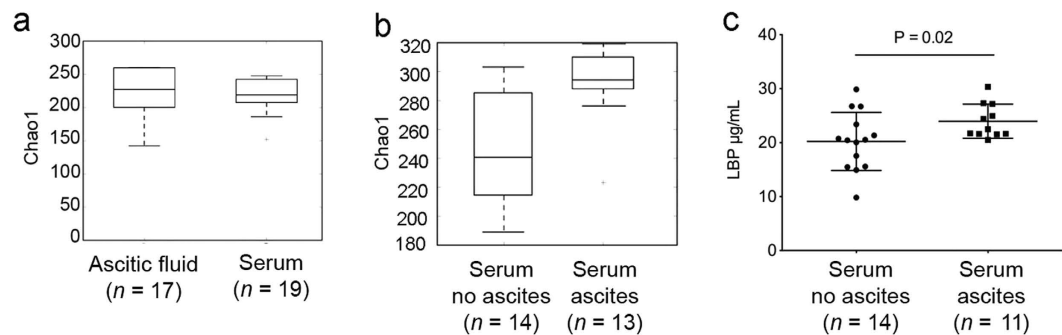 a
Chao1
300
250
200
150
100
50
0
Ascitic fluid
(n = 17)
Serum
(n = 19)
b
Chao1
320
300
280
260
240
220
200
180
Serum
no ascites
(n = 14)
Serum
ascites
(n = 13)
c
P = 0.02
LBP µg/mL
40
30
20
10
0
Serum
no ascites
(n = 14)
Serum
ascites
(n = 11)